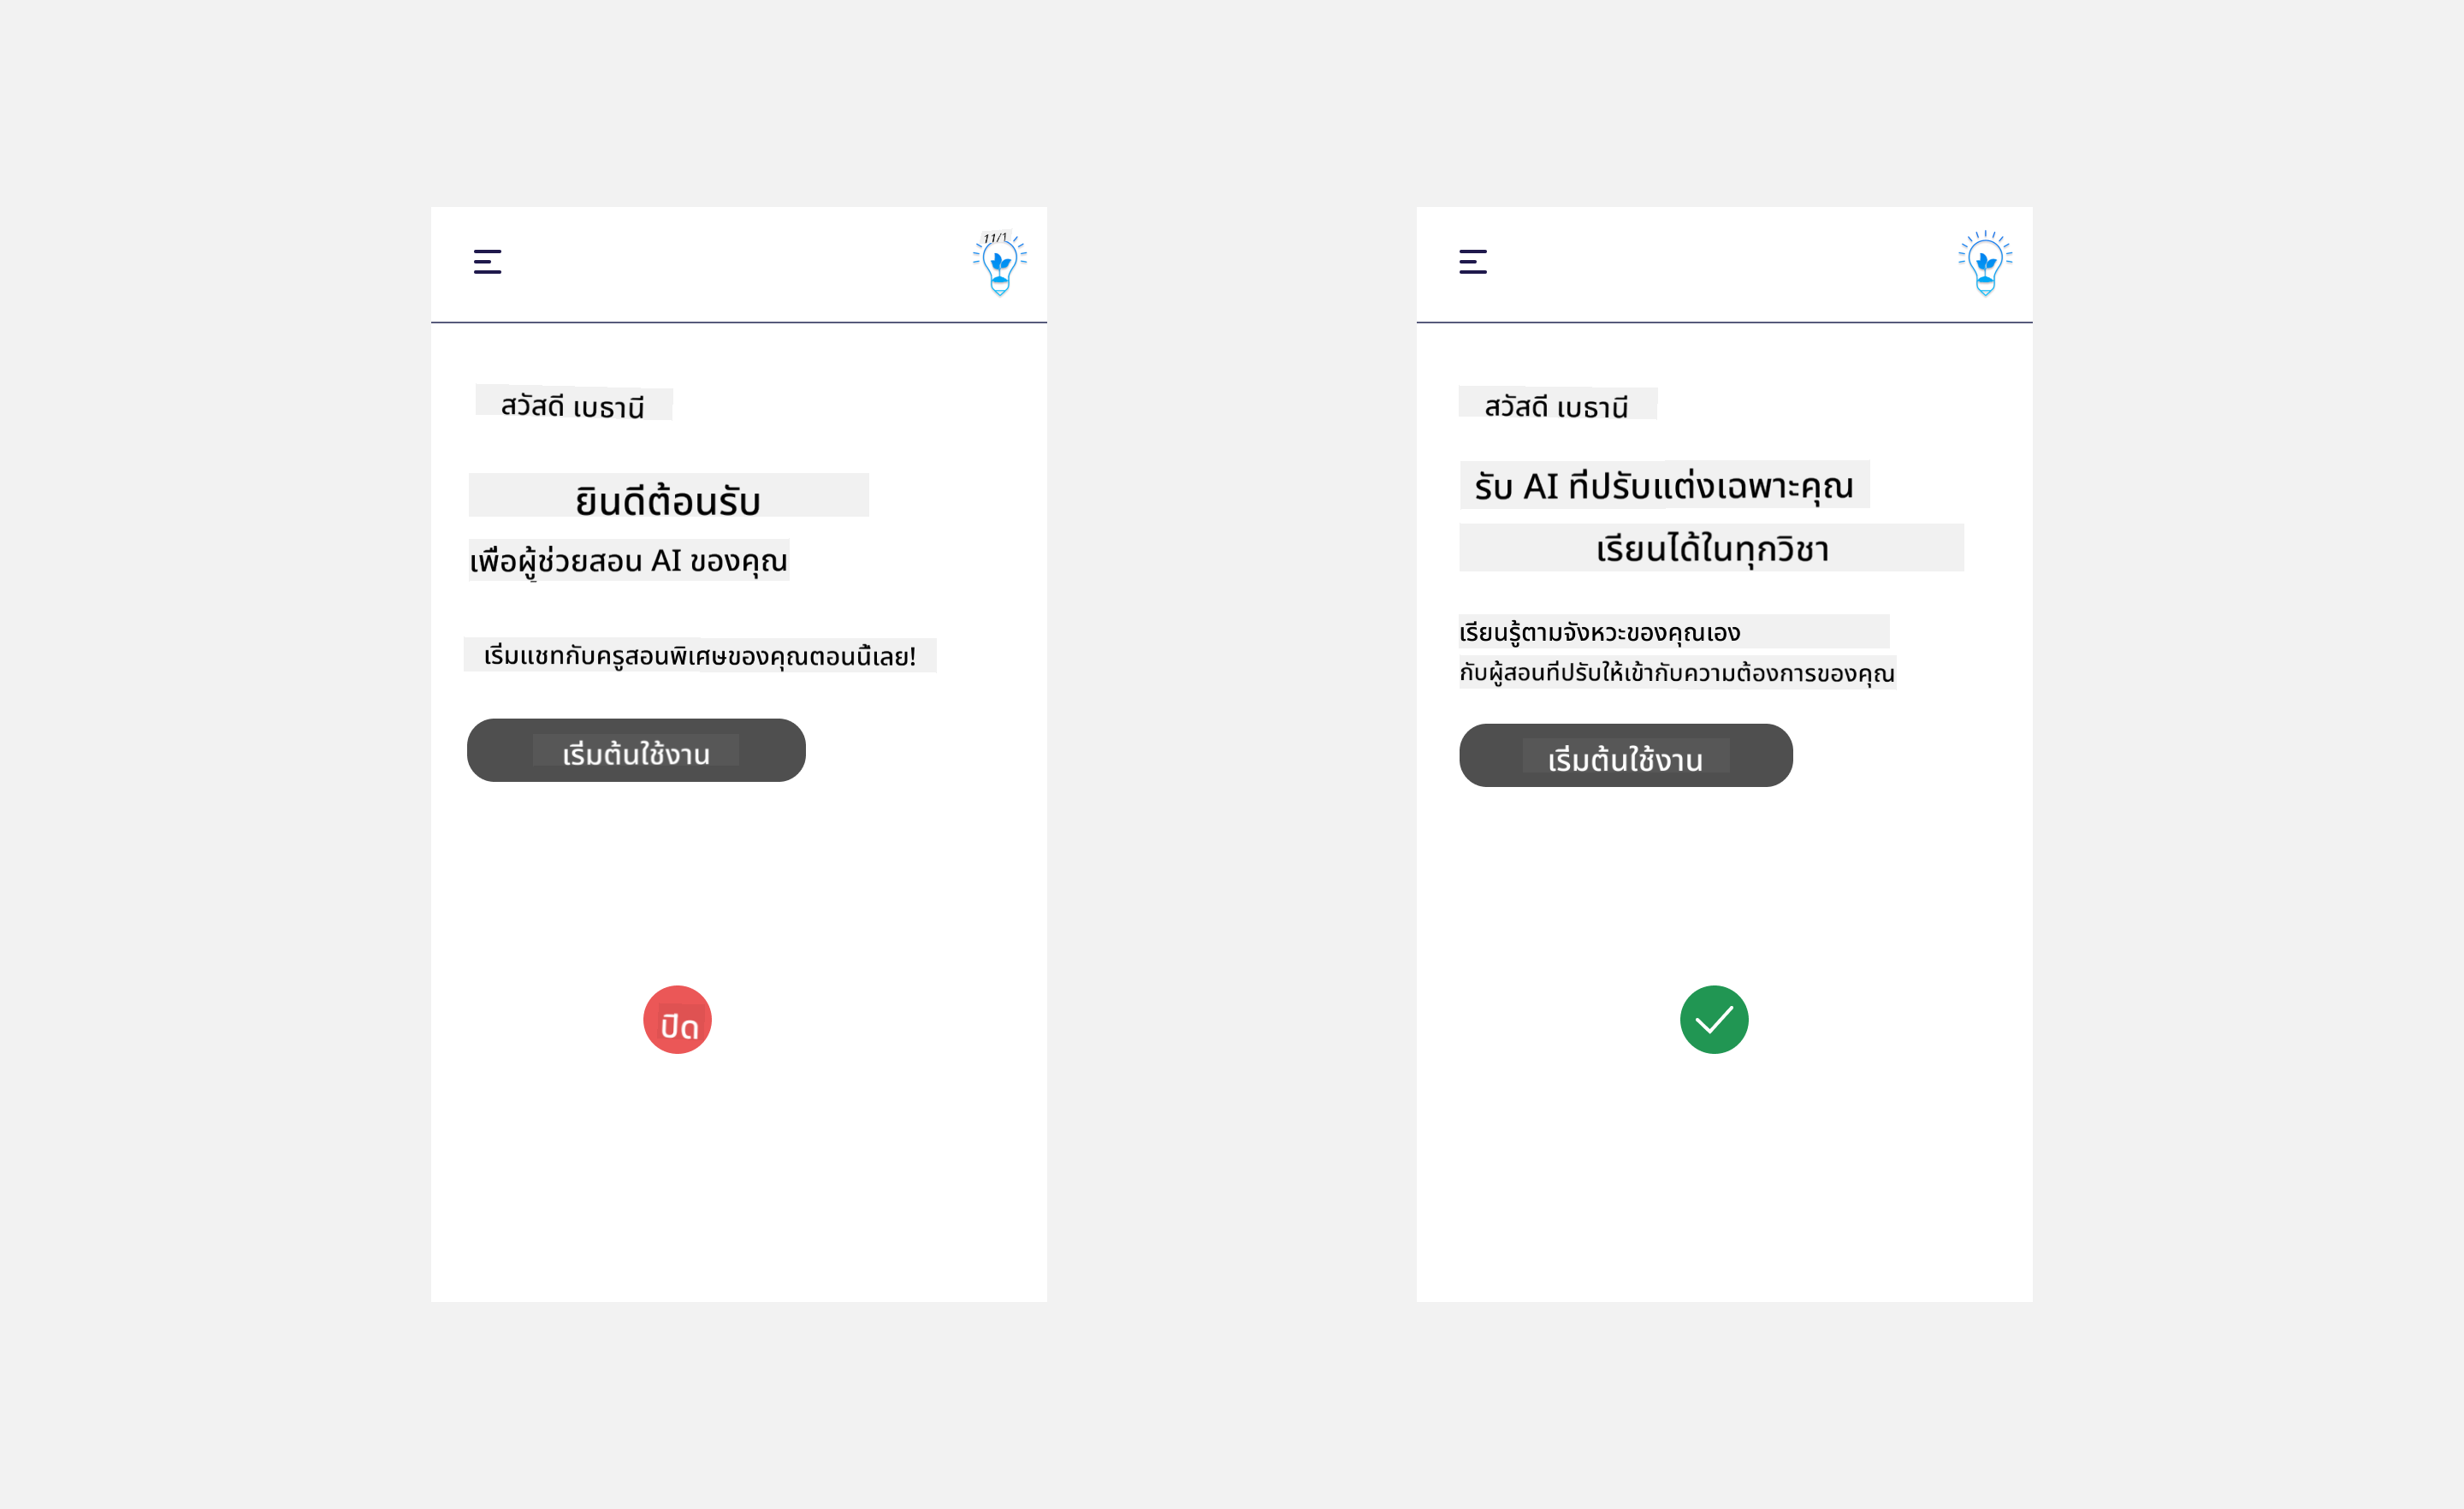 11/1
สวัสดี เบธานี
ยินดีต้อนรับ
เพื่อผู้ช่วยสอน AI ของคุณ
เริ่มแชทกับครูสอนพิเศษของคุณตอนนี้เลย!
เริ่มต้นใช้งาน
ปิด
สวัสดี เบธานี
รับ AI ที่ปรับแต่งเฉพาะคุณ
เรียนได้ในทุกวิชา
เรียนรู้ตามจังหวะของคุณเอง
กับผู้สอนที่ปรับให้เข้ากับความต้องการของคุณ
เริ่มต้นใช้งาน